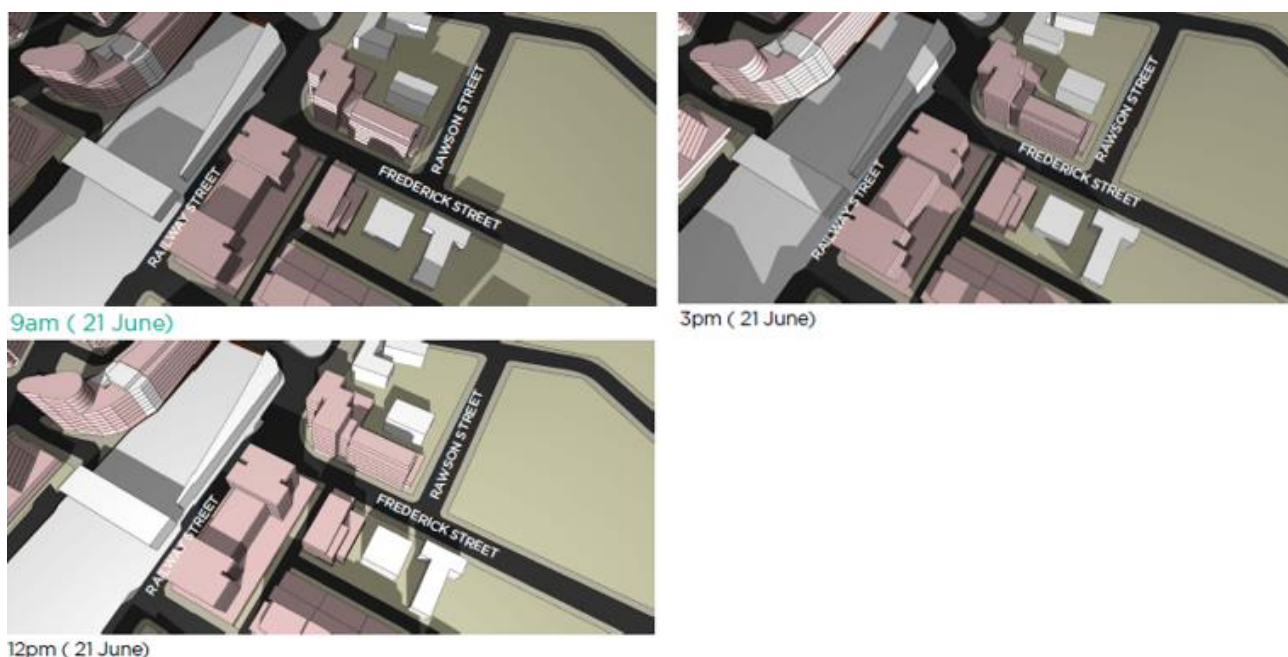 RAWSON STREET
FREDERICK STREET
RAILWAY STREET
9am ( 21 June)
RAWSON STREET
FREDERICK STREET
RAILWAY STREET
3pm ( 21 June)
RAWSON STREET
FREDERICK STREET
RAILWAY STREET
12pm ( 21 June)